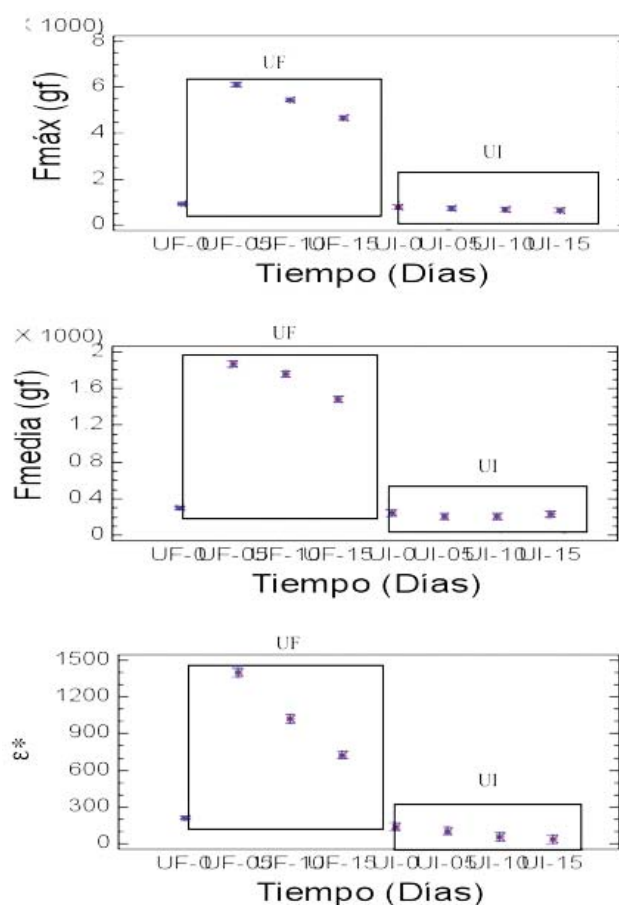 × 1000)
8
UF
6
Fmáx (gf)
4
UI
2
0
UF-0 UF-05 UF-10 UF-15 UI-0 UI-05 UI-10 UI-15
Tiempo (Días)
× 1000)
UF
2
1.6
Fmedia (gf)
1.2
0.8
UI
0.4
0
UF-0 UF-05 UF-10 UF-15 UI-0 UI-05 UI-10 UI-15
Tiempo (Días)
UF
1500
1200
900
ε*
600
UI
300
0
UF-0 UF-05 UF-10 UF-15 UI-0 UI-05 UI-10 UI-15
Tiempo (Días)